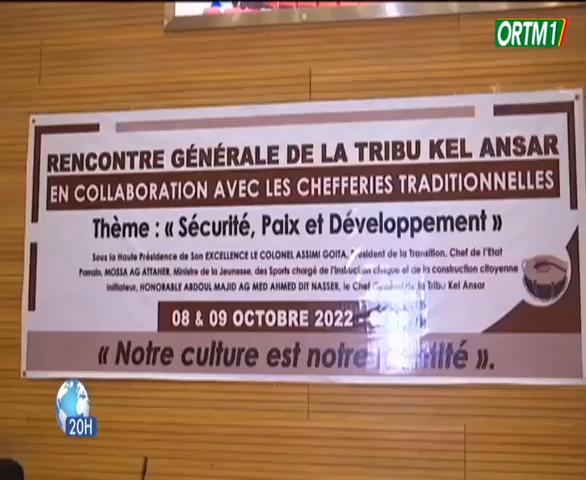 ORTM1
RENCONTRE GÉNÉRALE DE LA TRIBU KEL ANSAR
EN COLLABORATION AVEC LES CHEFFERIES TRADITIONNELLES
Thème : « Sécurité, Paix et Développement »
Sous la Haute Présidence de Son EXCELLENCE LE COLONEL ASSIMI GOITA, Président de la Transition, Chef de l'Etat
Parrain, MOSSA AG ATTAHER, Ministre de la Jeunesse, des Sports chargé de l'instruction civique et de la construction citoyenne
Initiateur, HONORABLE ABDOUL MAJID AG MED AHMED DIT NASSER, le Chef Général de la Tribu Kel Ansar
08 & 09 OCTOBRE 2022 -
« Notre culture est notre identité ».
20H